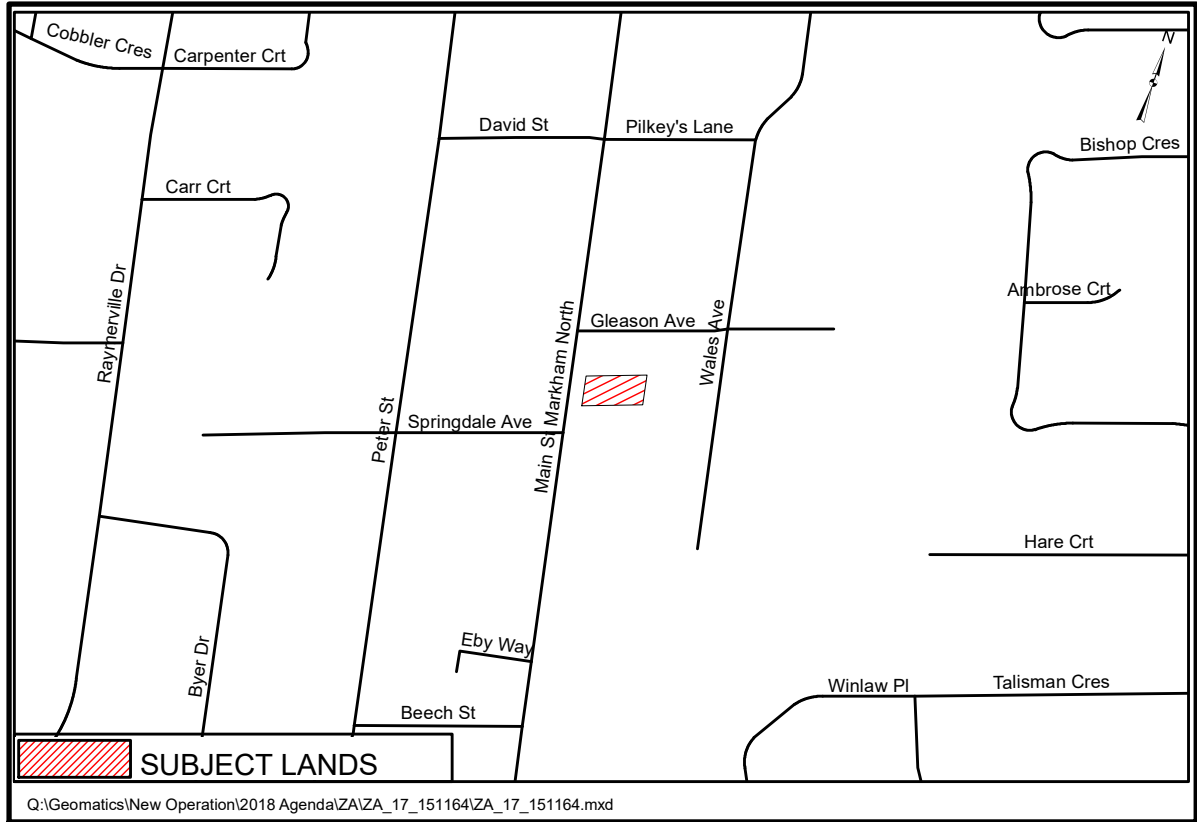 Cobbler Cres
Carpenter Crt
N
David St
Pilkey's Lane
Bishop Cres
Carr Crt
Raymerville Dr
Ambrose Crt
Main St Markham North
Gleason Ave
Wales Ave
Peter St
Springdale Ave
Hare Crt
Byer Dr
Eby Way
Winlaw Pl
Talisman Cres
Beech St
SUBJECT LANDS
Q:\Geomatics\New Operation\2018 Agenda\ZA\ZA_17_151164\ZA_17_151164.mxd